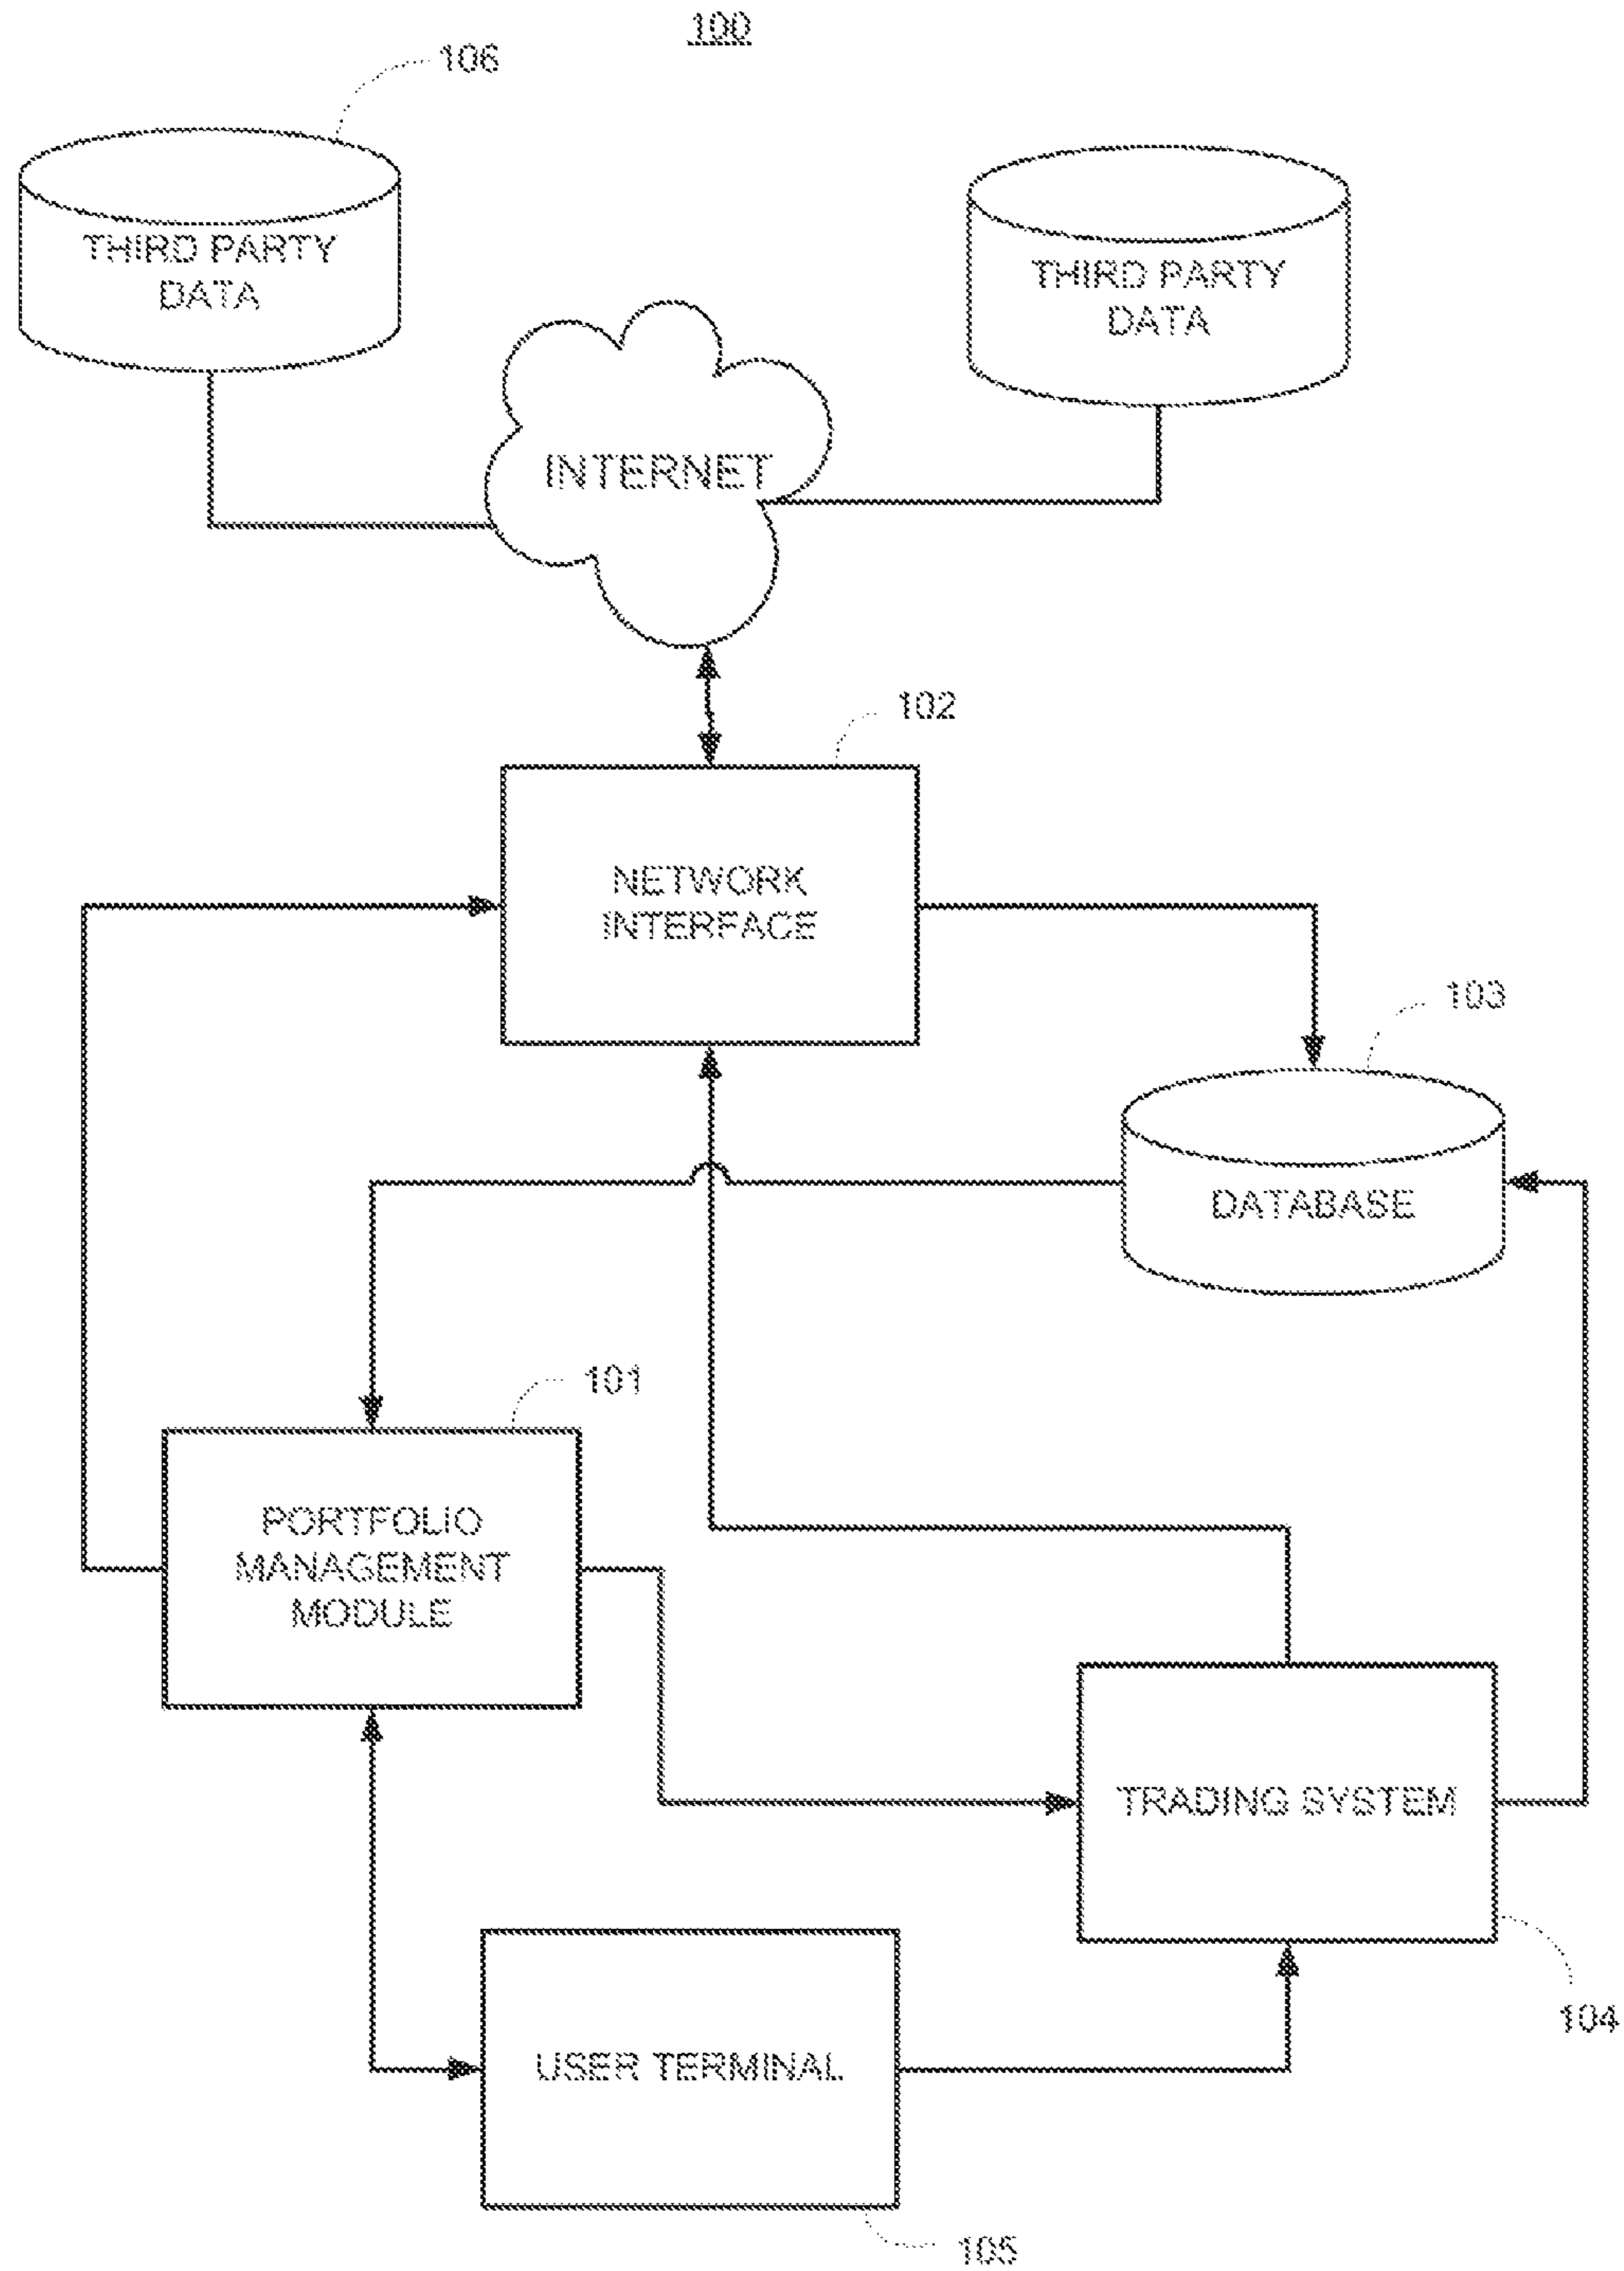 100
106
THIRD PARTY
DATA
THIRD PARTY
DATA
INTERNET
102
NETWORK
INTERFACE
103
DATABASE
101
PORTFOLIO
MANAGEMENT
MODULE
TRADING SYSTEM
104
USER TERMINAL
105